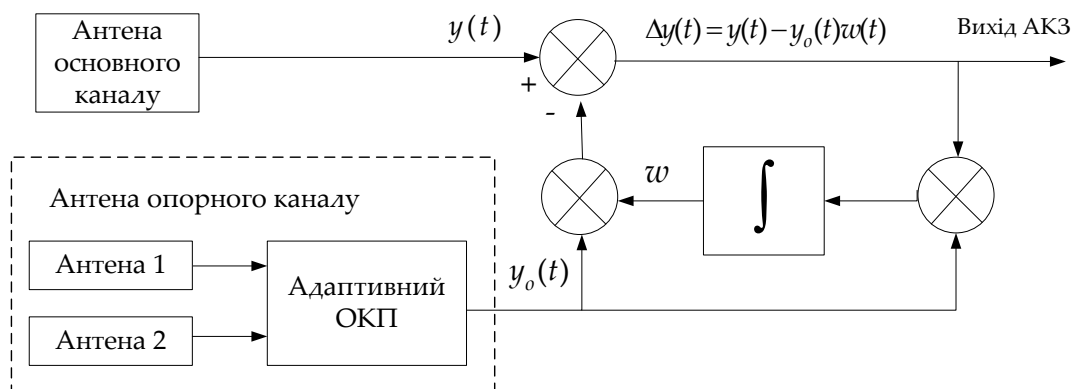 Антена
основного
каналу
y(t)
+
-
Δy(t) = y(t) − y_o(t)w(t)
Вихід АКЗ
Антена опорного каналу
Антена 1
Антена 2
Адаптивний
ОКП
y_o(t)
w
∫